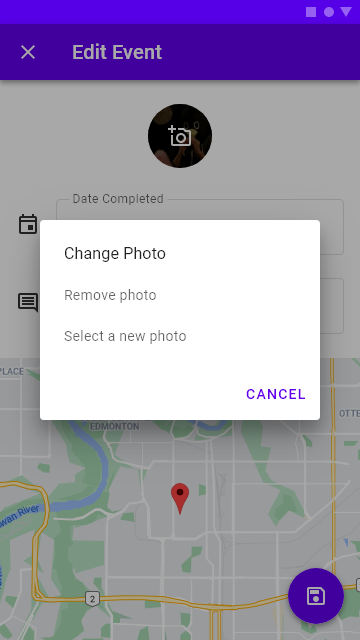 Edit Event
Date Completed
Change Photo
Remove photo
Select a new photo
CANCEL
PLACE
EDMONTON
OTTE
wan River
2